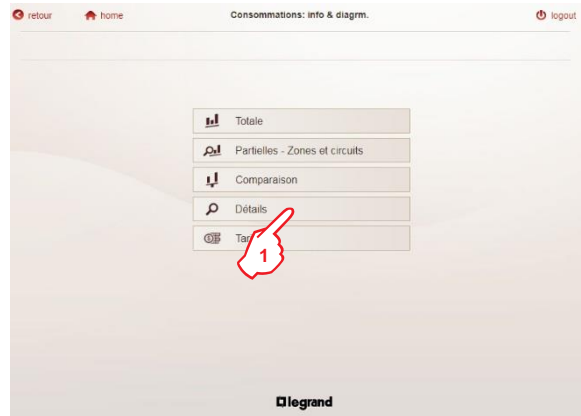 retour home Consommations: info & diagrm. logout
Totale
Partielles - Zones et circuits
Comparaison
Détails
Tar
1
legrand